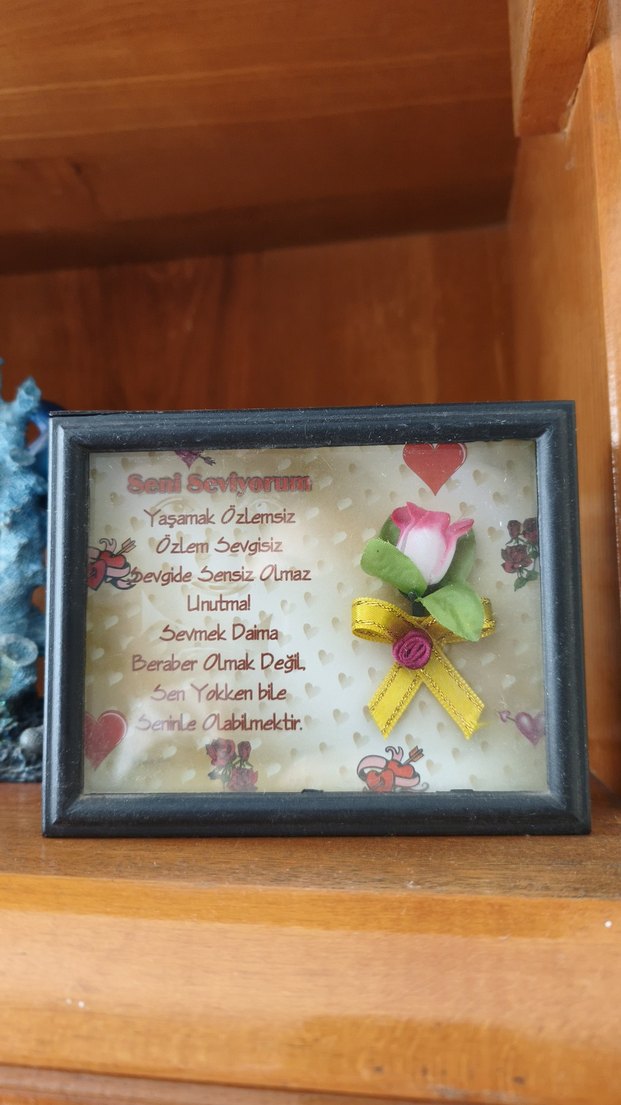 Seni Seviyorum
Yaşamak Özlemsiz
Özlem Sevgisiz
Sevgide Sensiz Olmaz
Unutma!
Sevmek Daima
Beraber Olmak Değil,
Sen Yokken bile
Seninle Olabilmektir.